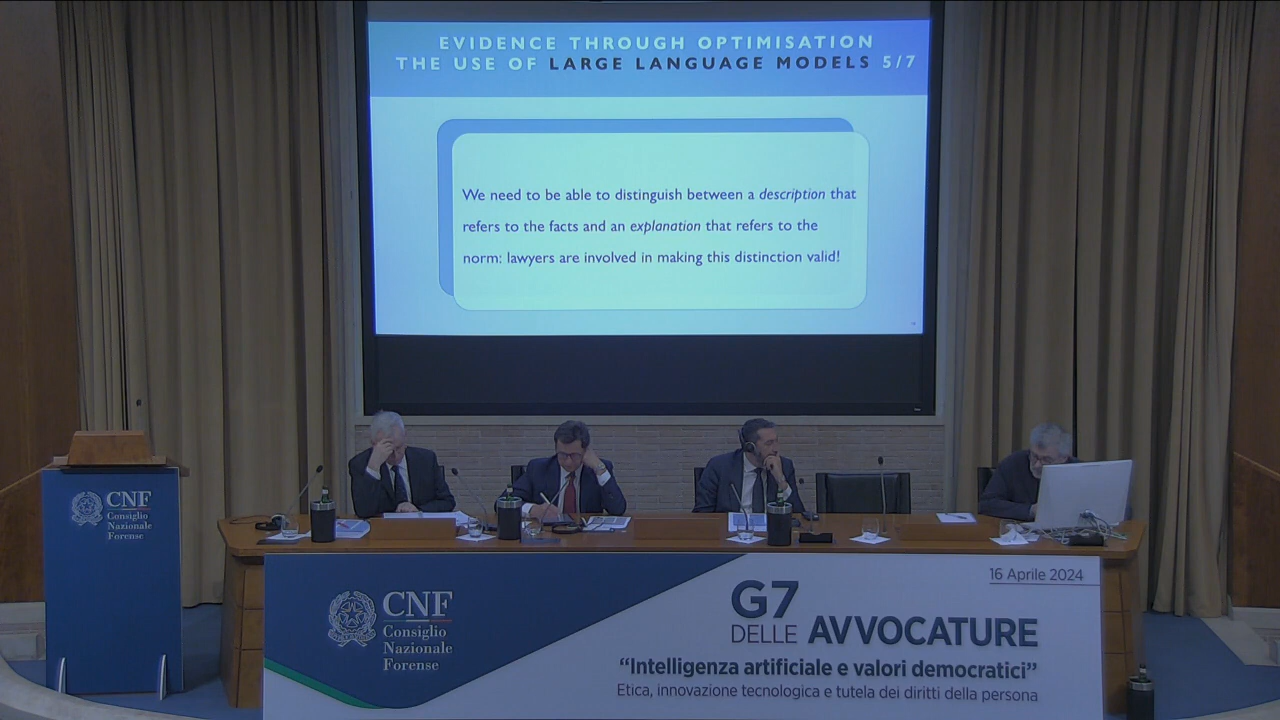 EVIDENCE THROUGH OPTIMISATION
THE USE OF LARGE LANGUAGE MODELS 5/7
We need to be able to distinguish between a description that
refers to the facts and an explanation that refers to the
norm: lawyers are involved in making this distinction valid!
CNF
Consiglio
Nazionale
Forense
16 Aprile 2024
CNF
Consiglio
Nazionale
Forense
G7
DELLE AVVOCATURE
“Intelligenza artificiale e valori democratici”
Etica, innovazione tecnologica e tutela dei diritti della persona